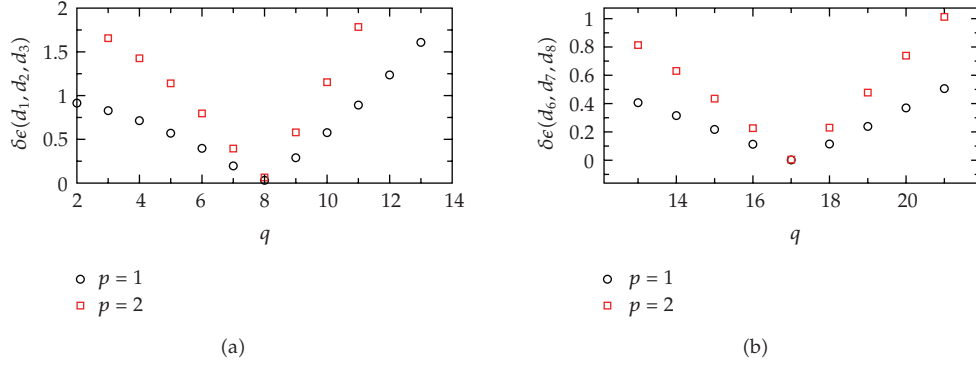 δϵ(d₁, d₂, d₃)
2
1.5
1
0.5
0
2 4 6 8 10 12 14
q
p = 1
p = 2
(a)
δϵ(d₆, d₇, d₈)
1
0.8
0.6
0.4
0.2
0
14 16 18 20
q
p = 1
p = 2
(b)